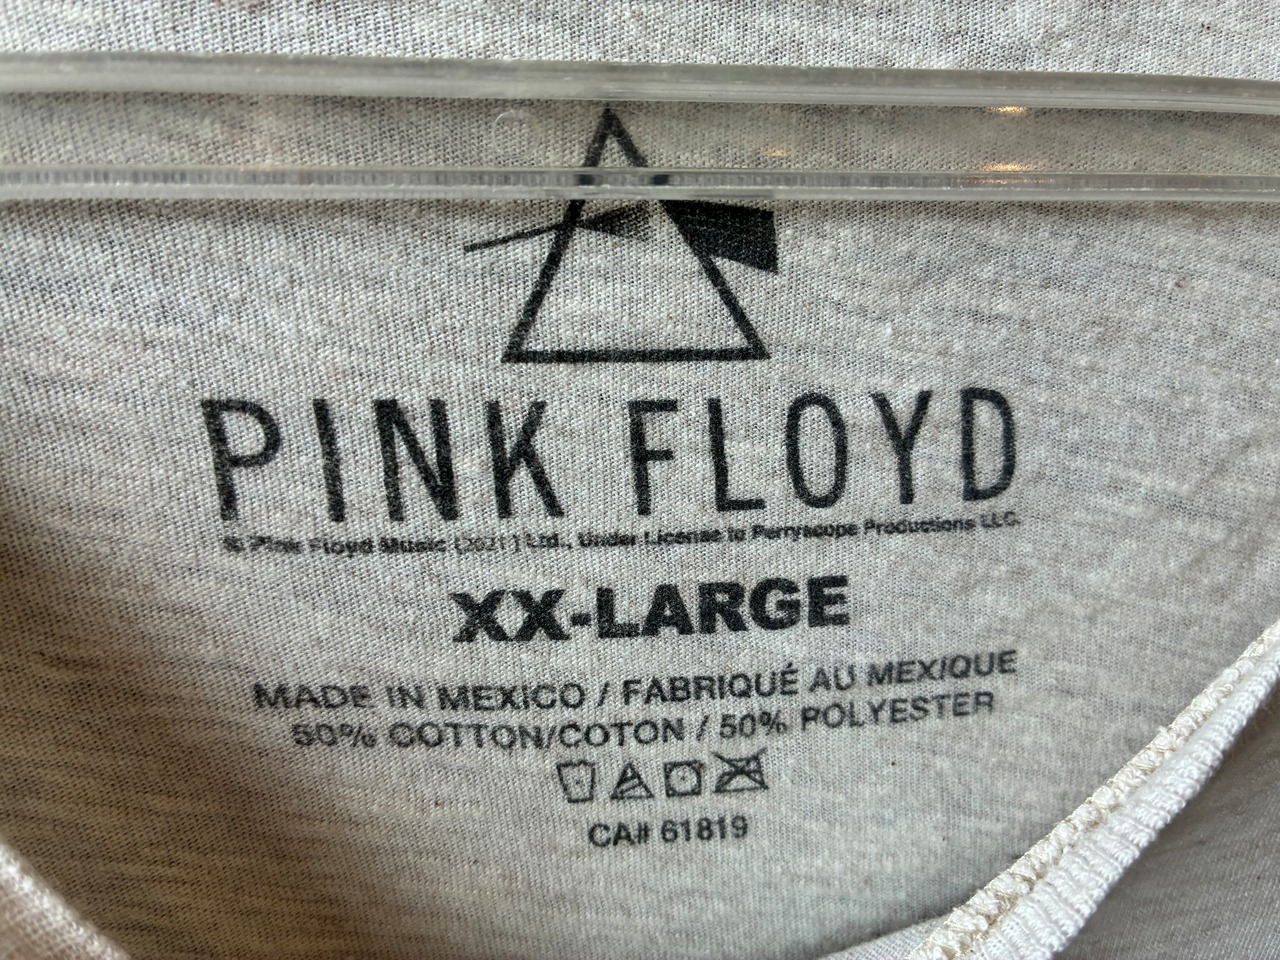 PINK FLOYD
© Pink Floyd Music (2021) Ltd., Under License to Perryscope Productions LLC.
XX-LARGE
MADE IN MEXICO / FABRIQUÉ AU MEXIQUE
50% COTTON/COTON / 50% POLYESTER
CA# 61819